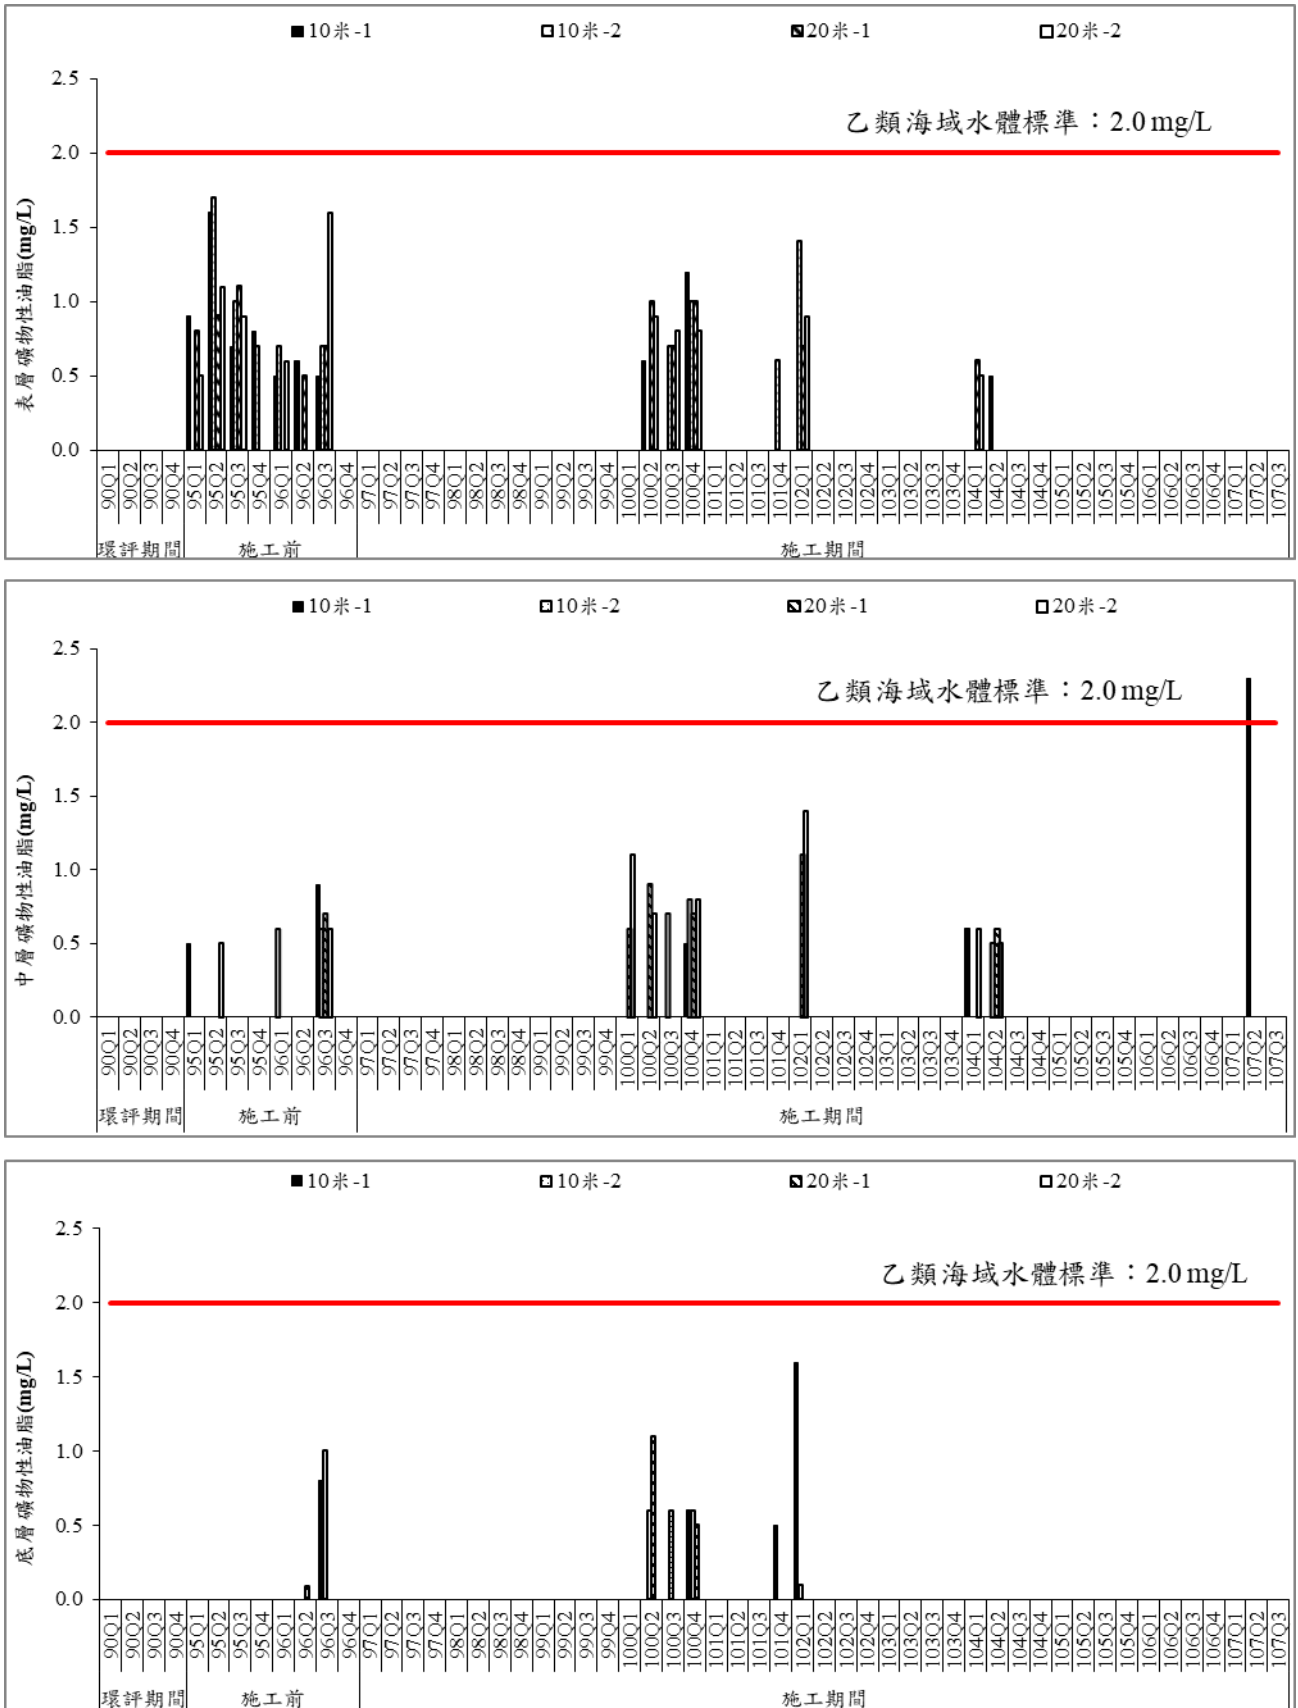 ■10米-1 □10米-2 ■20米-1 □20米-2
2.5
乙類海域水體標準：2.0 mg/L
2.0
1.5
1.0
0.5
0.0
表層礦物性油脂(mg/L)
90Q1 90Q2 90Q3 90Q4 95Q1 95Q2 95Q3 95Q4 96Q1 96Q2 96Q3 96Q4 97Q1 97Q2 97Q3 97Q4 98Q1 98Q2 98Q3 98Q4 99Q1 99Q2 99Q3 99Q4 100Q1 100Q2 100Q3 100Q4 101Q1 101Q2 101Q3 101Q4 102Q1 102Q2 102Q3 102Q4 103Q1 103Q2 103Q3 103Q4 104Q1 104Q2 104Q3 104Q4 105Q1 105Q2 105Q3 105Q4 106Q1 106Q2 106Q3 106Q4 107Q1 107Q2 107Q3
環評期間 施工前 施工期間
■10米-1 □10米-2 ■20米-1 □20米-2
2.5
乙類海域水體標準：2.0 mg/L
2.0
1.5
1.0
0.5
0.0
中層礦物性油脂(mg/L)
90Q1 90Q2 90Q3 90Q4 95Q1 95Q2 95Q3 95Q4 96Q1 96Q2 96Q3 96Q4 97Q1 97Q2 97Q3 97Q4 98Q1 98Q2 98Q3 98Q4 99Q1 99Q2 99Q3 99Q4 100Q1 100Q2 100Q3 100Q4 101Q1 101Q2 101Q3 101Q4 102Q1 102Q2 102Q3 102Q4 103Q1 103Q2 103Q3 103Q4 104Q1 104Q2 104Q3 104Q4 105Q1 105Q2 105Q3 105Q4 106Q1 106Q2 106Q3 106Q4 107Q1 107Q2 107Q3
環評期間 施工前 施工期間
■10米-1 □10米-2 ■20米-1 □20米-2
2.5
乙類海域水體標準：2.0 mg/L
2.0
1.5
1.0
0.5
0.0
底層礦物性油脂(mg/L)
90Q1 90Q2 90Q3 90Q4 95Q1 95Q2 95Q3 95Q4 96Q1 96Q2 96Q3 96Q4 97Q1 97Q2 97Q3 97Q4 98Q1 98Q2 98Q3 98Q4 99Q1 99Q2 99Q3 99Q4 100Q1 100Q2 100Q3 100Q4 101Q1 101Q2 101Q3 101Q4 102Q1 102Q2 102Q3 102Q4 103Q1 103Q2 103Q3 103Q4 104Q1 104Q2 104Q3 104Q4 105Q1 105Q2 105Q3 105Q4 106Q1 106Q2 106Q3 106Q4 107Q1 107Q2 107Q3
環評期間 施工前 施工期間